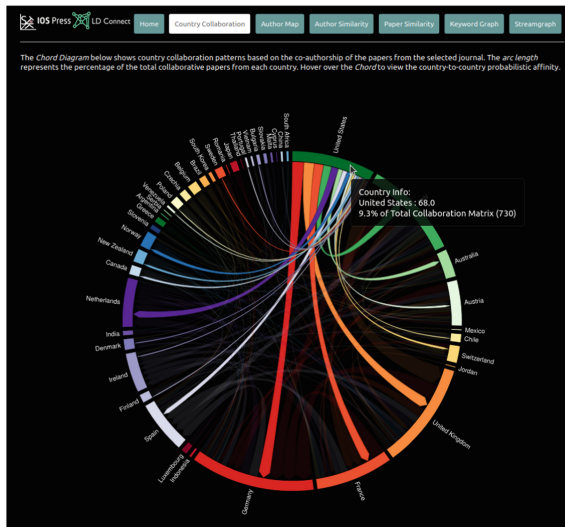 IOS Press LD Connect
Home
Country Collaboration
Author Map
Author Similarity
Paper Similarity
Keyword Graph
Streamgraph
The Chord Diagram below shows country collaboration patterns based on the co-authorship of the papers from the selected journal. The arc length
represents the percentage of the total collaborative papers from each country. Hover over the Chord to view the country-to-country probabilistic affinity.
United States
Country Info:
United States : 68.0
9.3% of Total Collaboration Matrix (730)
Australia
Austria
Mexico
Chile
Switzerland
Jordan
United Kingdom
France
Germany
Indonesia
Luxembourg
Spain
Finland
Ireland
Denmark
India
Netherlands
Canada
New Zealand
Norway
Slovenia
Greece
Argentina
Serbia
Venezuela
Poland
Czechia
Belgium
Brazil
South Korea
Sweden
Romania
Japan
Thailand
Portugal
Vietnam
Bulgaria
Slovakia
Malta
Cyprus
China
South Africa